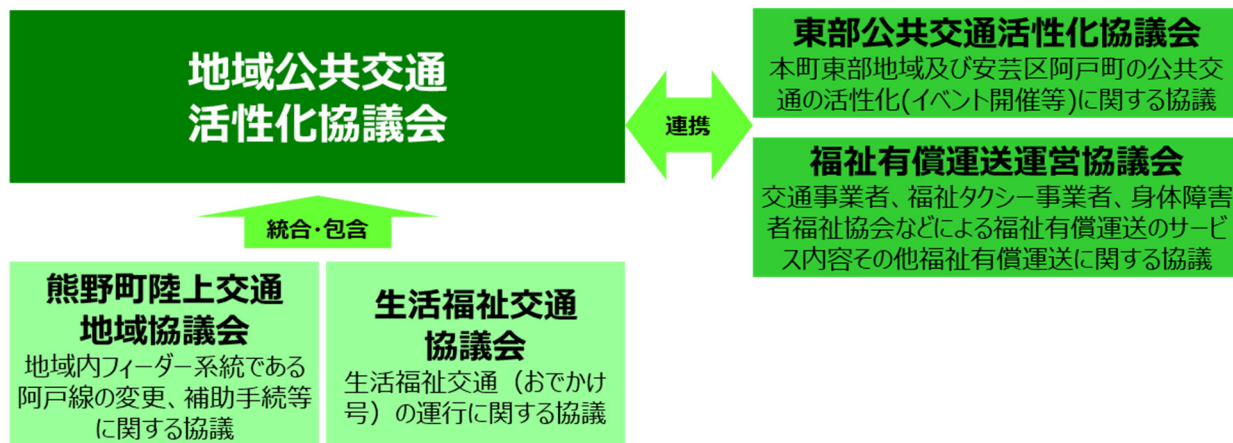 地域公共交通
活性化協議会
連携
東部公共交通活性化協議会
本町東部地域及び安芸区阿戸町の公共交
通の活性化(イベント開催等)に関する協議
福祉有償運送運営協議会
交通事業者、福祉タクシー事業者、身体障害
者福祉協会などによる福祉有償運送のサービ
ス内容その他福祉有償運送に関する協議
統合・包含
熊野町陸上交通
地域協議会
地域内フィーダー系統である
阿戸線の変更、補助手続等
に関する協議
生活福祉交通
協議会
生活福祉交通（おでかけ
号）の運行に関する協議